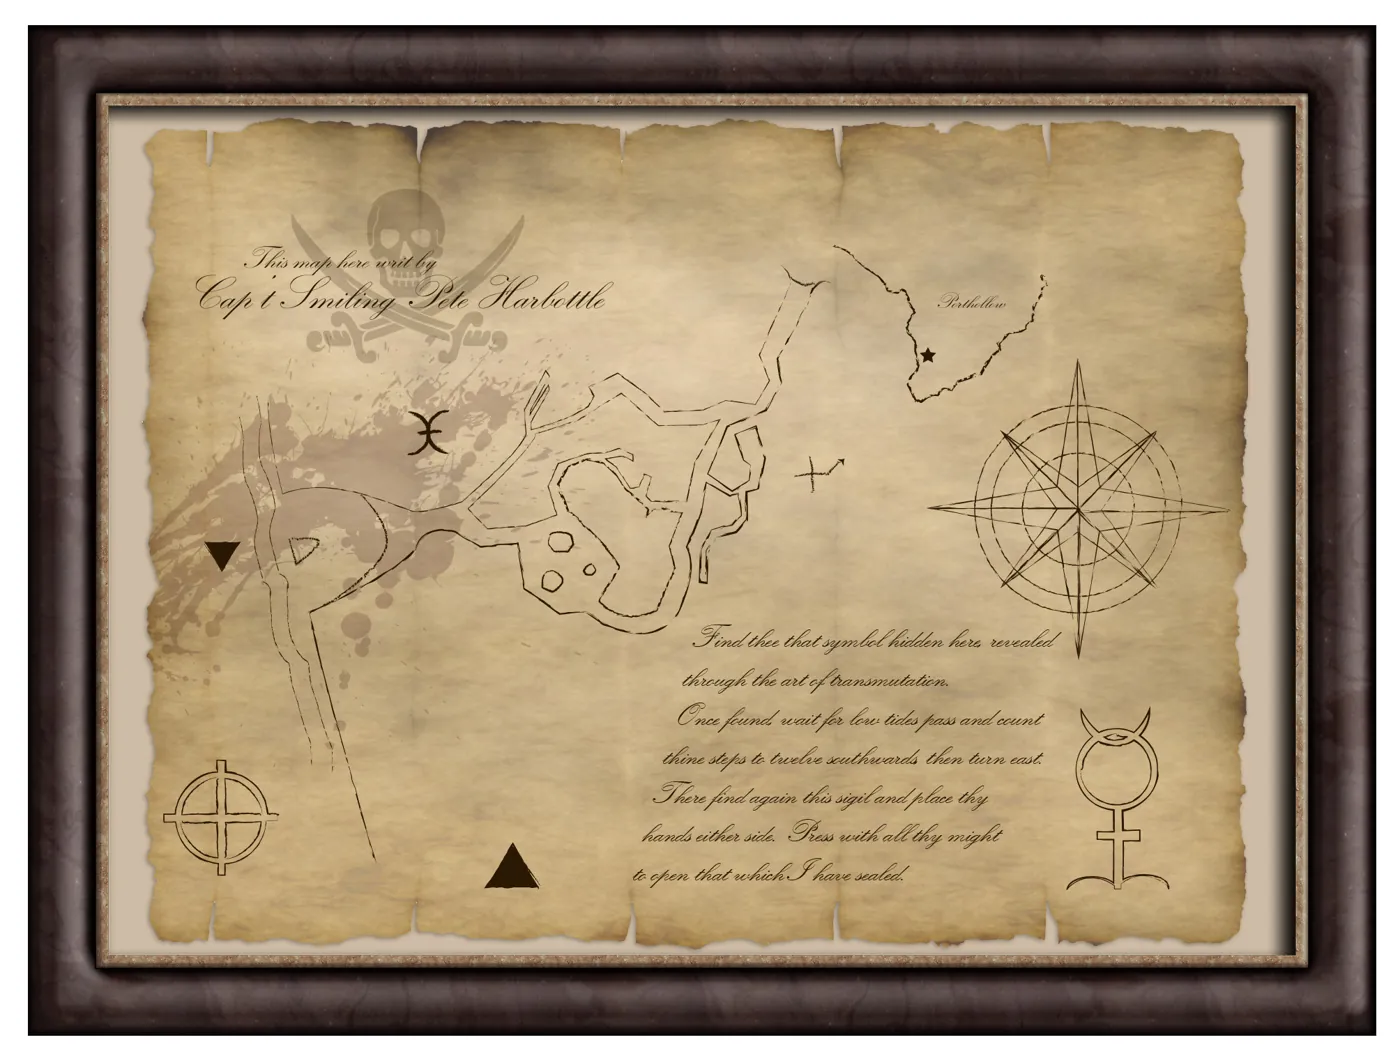 This map here writ by
Cap't Smiling Pete Harbottle
Porthollow
Find thee that symbol hidden here, revealed
through the art of transmutation.
Once found, wait for low tides pass and count
thine steps to twelve southwards then turn east.
There find again this sigil and place thy
hands either side. Press with all thy might
to open that which I have sealed.